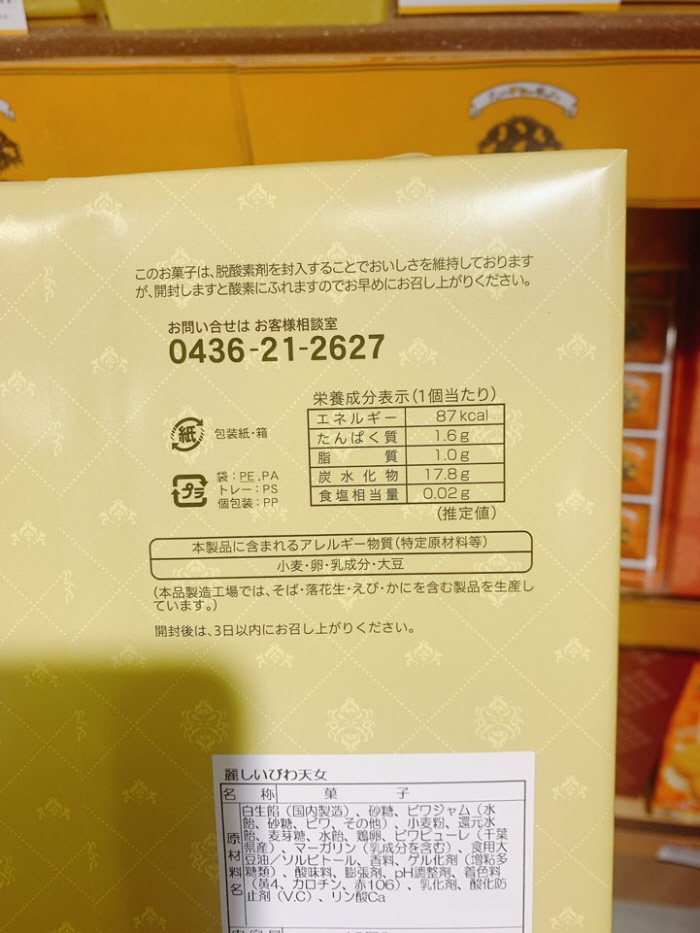 このお菓子は、脱酸素剤を封入することでおいしさを維持しております
が、開封しますと酸素にふれますのでお早めにお召し上がりください。
お問い合せは お客様相談室
0436-21-2627
栄養成分表示(1個当たり)
エネルギー 87kcal
たんぱく質 1.6g
脂質 1.0g
炭水化物 17.8g
食塩相当量 0.02g
(推定値)
紙 包装紙・箱
プラ 袋:PE,PA
トレー:PS
個包装:PP
本製品に含まれるアレルギー物質(特定原材料等)
小麦・卵・乳成分・大豆
(本品製造工場では、そば・落花生・えび・かにを含む製品を生産し
ています。)
開封後は、3日以内にお召し上がりください。
麗しいびわ天女
名称 菓子
原材料名 白生餡(国内製造)、砂糖、ビワジャム(水
飴、砂糖、ビワ、その他)、小麦粉、還元水
飴、麦芽糖、水飴、鶏卵、ビワピューレ(千葉
県産)、マーガリン(乳成分を含む)、食用大
豆油/ソルビトール、香料、ゲル化剤(増粘多
糖類)、酸味料、膨張剤、pH調整剤、着色料
(黄4、カロチン、赤106)、乳化剤、酸化防
止剤(V.C)、リン酸Ca